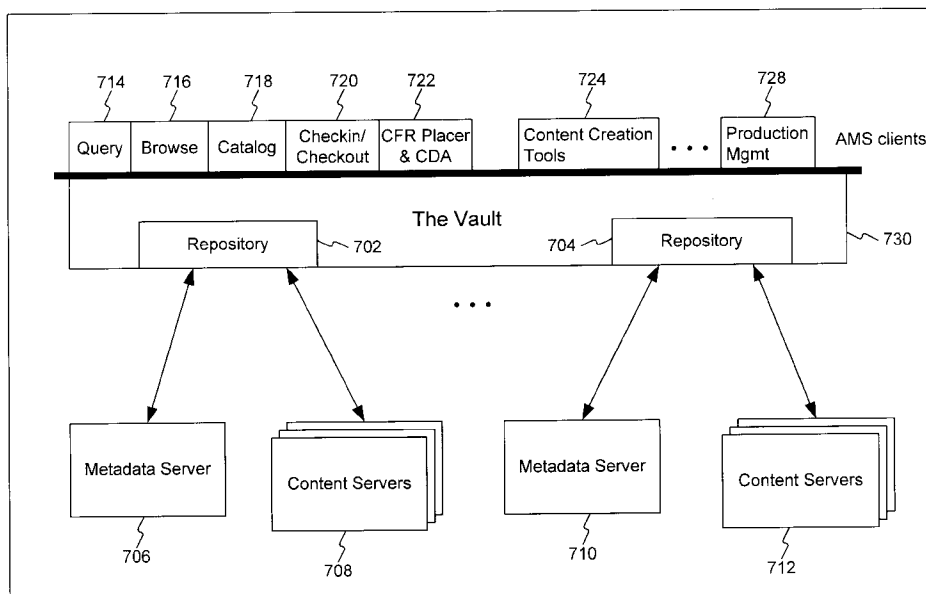 714 716 718 720 722 724 728
Query Browse Catalog Checkin/ CFR Placer Content Creation Production AMS clients
Checkout & CDA Tools • • • Mgmt
The Vault
Repository 702 704 Repository 730
• • •
Metadata Server Content Servers Metadata Server Content Servers
706 708 710 712